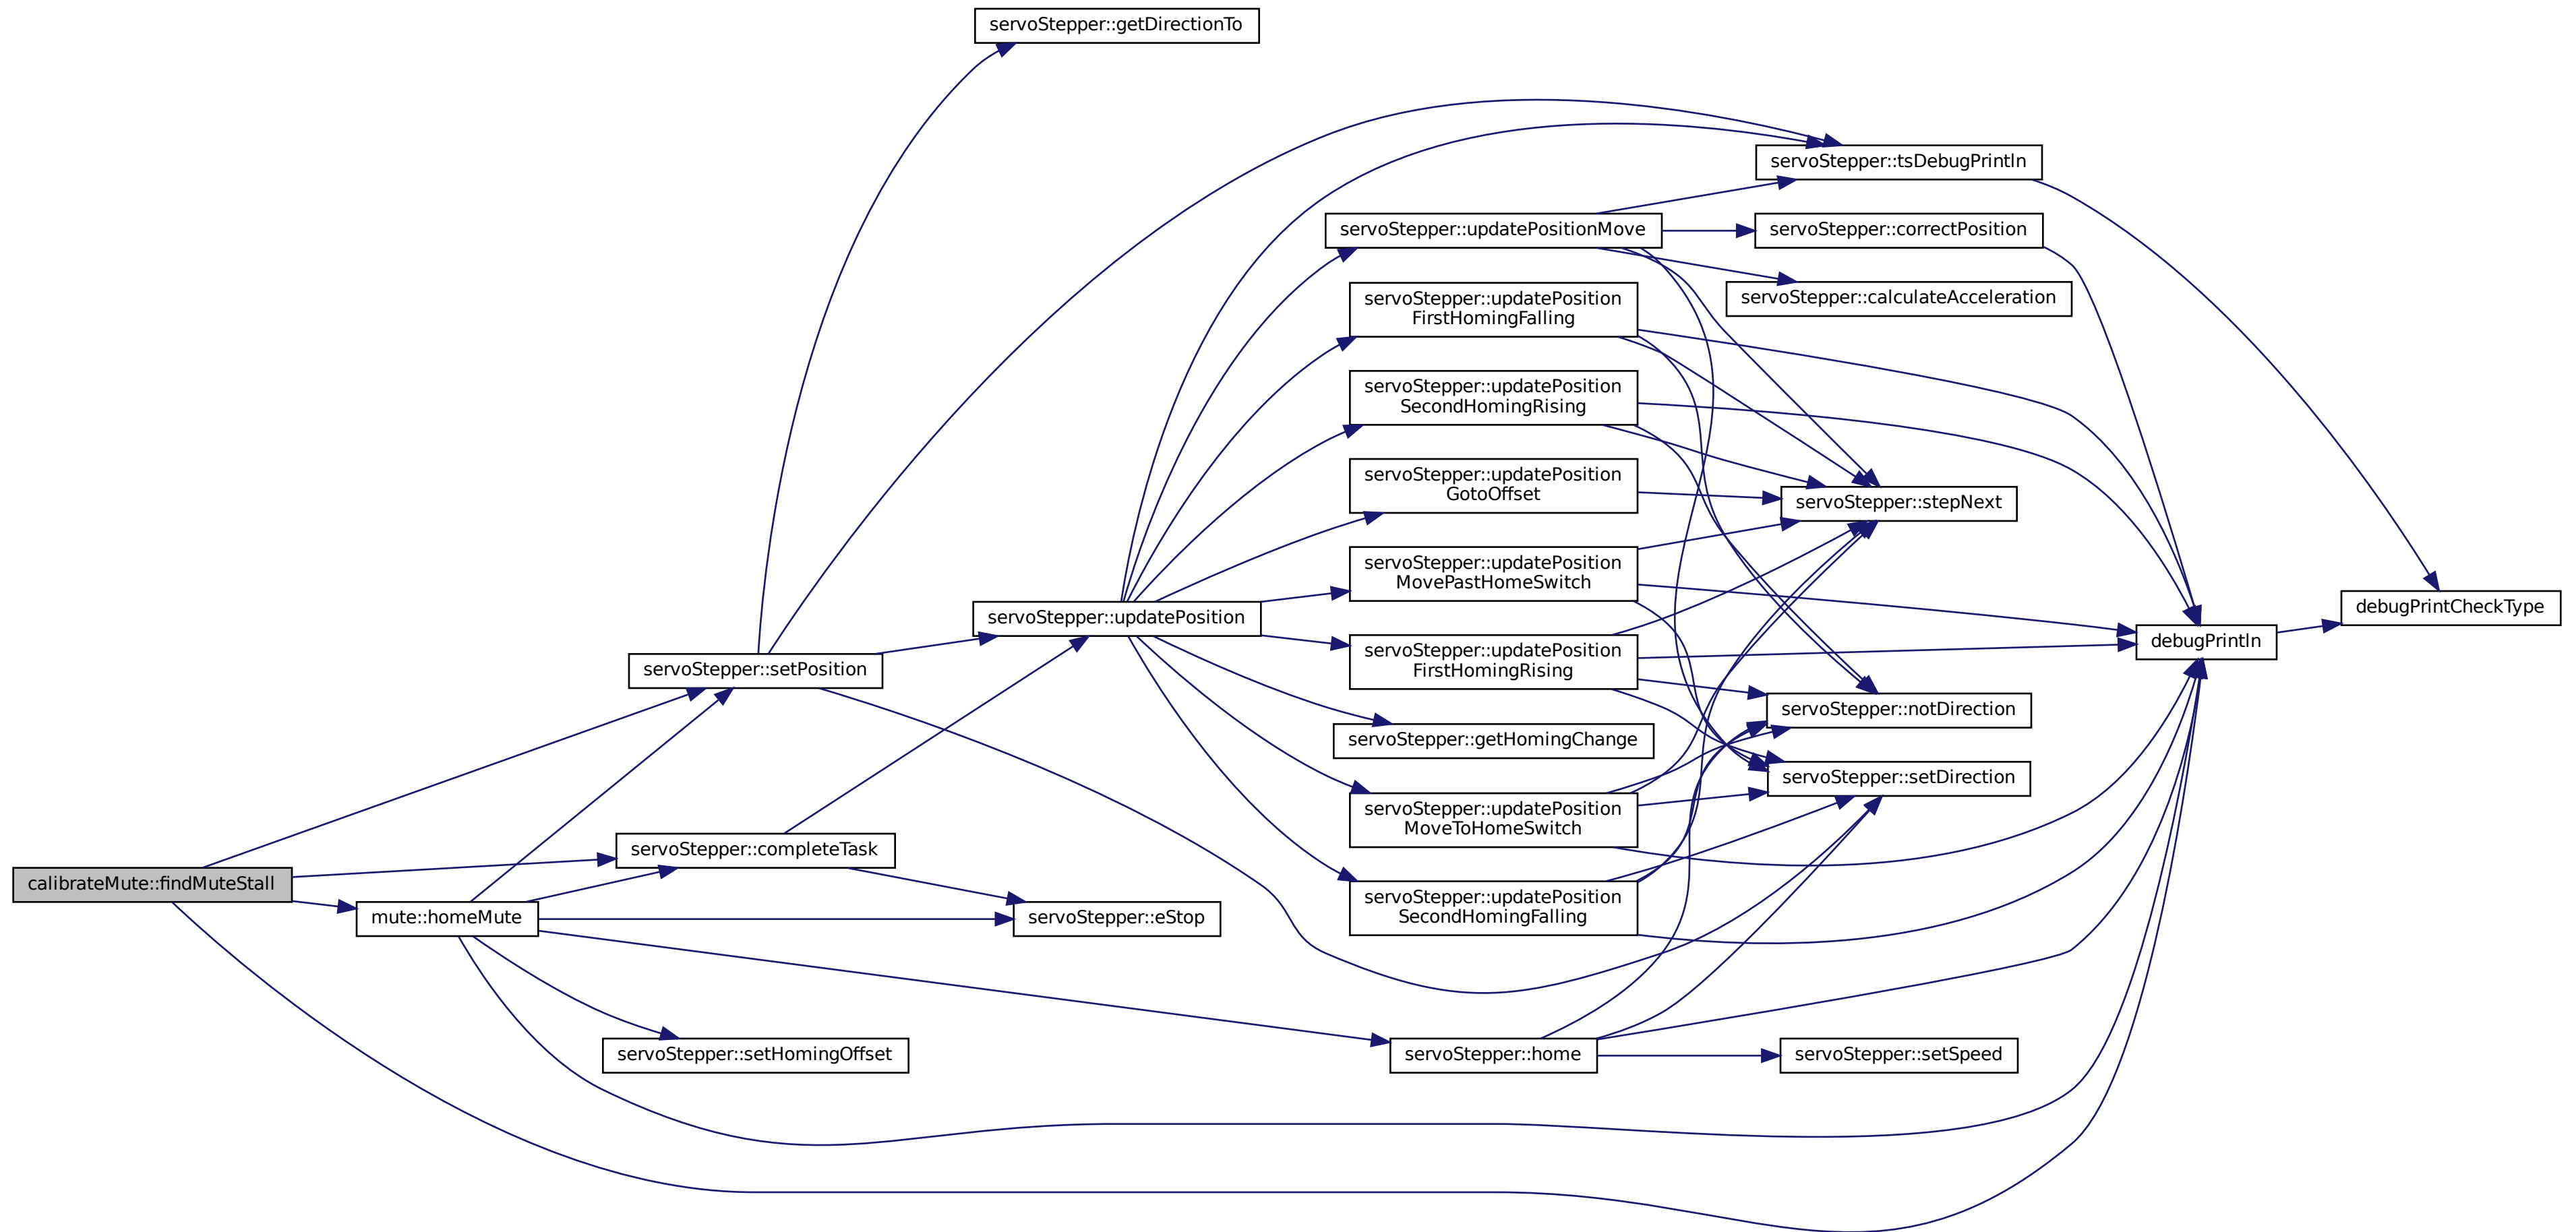 servoStepper::getDirectionTo
servoStepper::tsDebugPrintln
servoStepper::updatePositionMove
servoStepper::correctPosition
servoStepper::calculateAcceleration
servoStepper::updatePosition
FirstHomingFalling
servoStepper::updatePosition
SecondHomingRising
servoStepper::updatePosition
GotoOffset
servoStepper::stepNext
servoStepper::updatePosition
MovePastHomeSwitch
debugPrintCheckType
servoStepper::updatePosition
debugPrintln
servoStepper::updatePosition
FirstHomingRising
servoStepper::setPosition
servoStepper::notDirection
servoStepper::getHomingChange
servoStepper::setDirection
servoStepper::updatePosition
MoveToHomeSwitch
servoStepper::completeTask
calibrateMute::findMuteStall
servoStepper::updatePosition
SecondHomingFalling
mute::homeMute
servoStepper::eStop
servoStepper::setHomingOffset
servoStepper::home
servoStepper::setSpeed